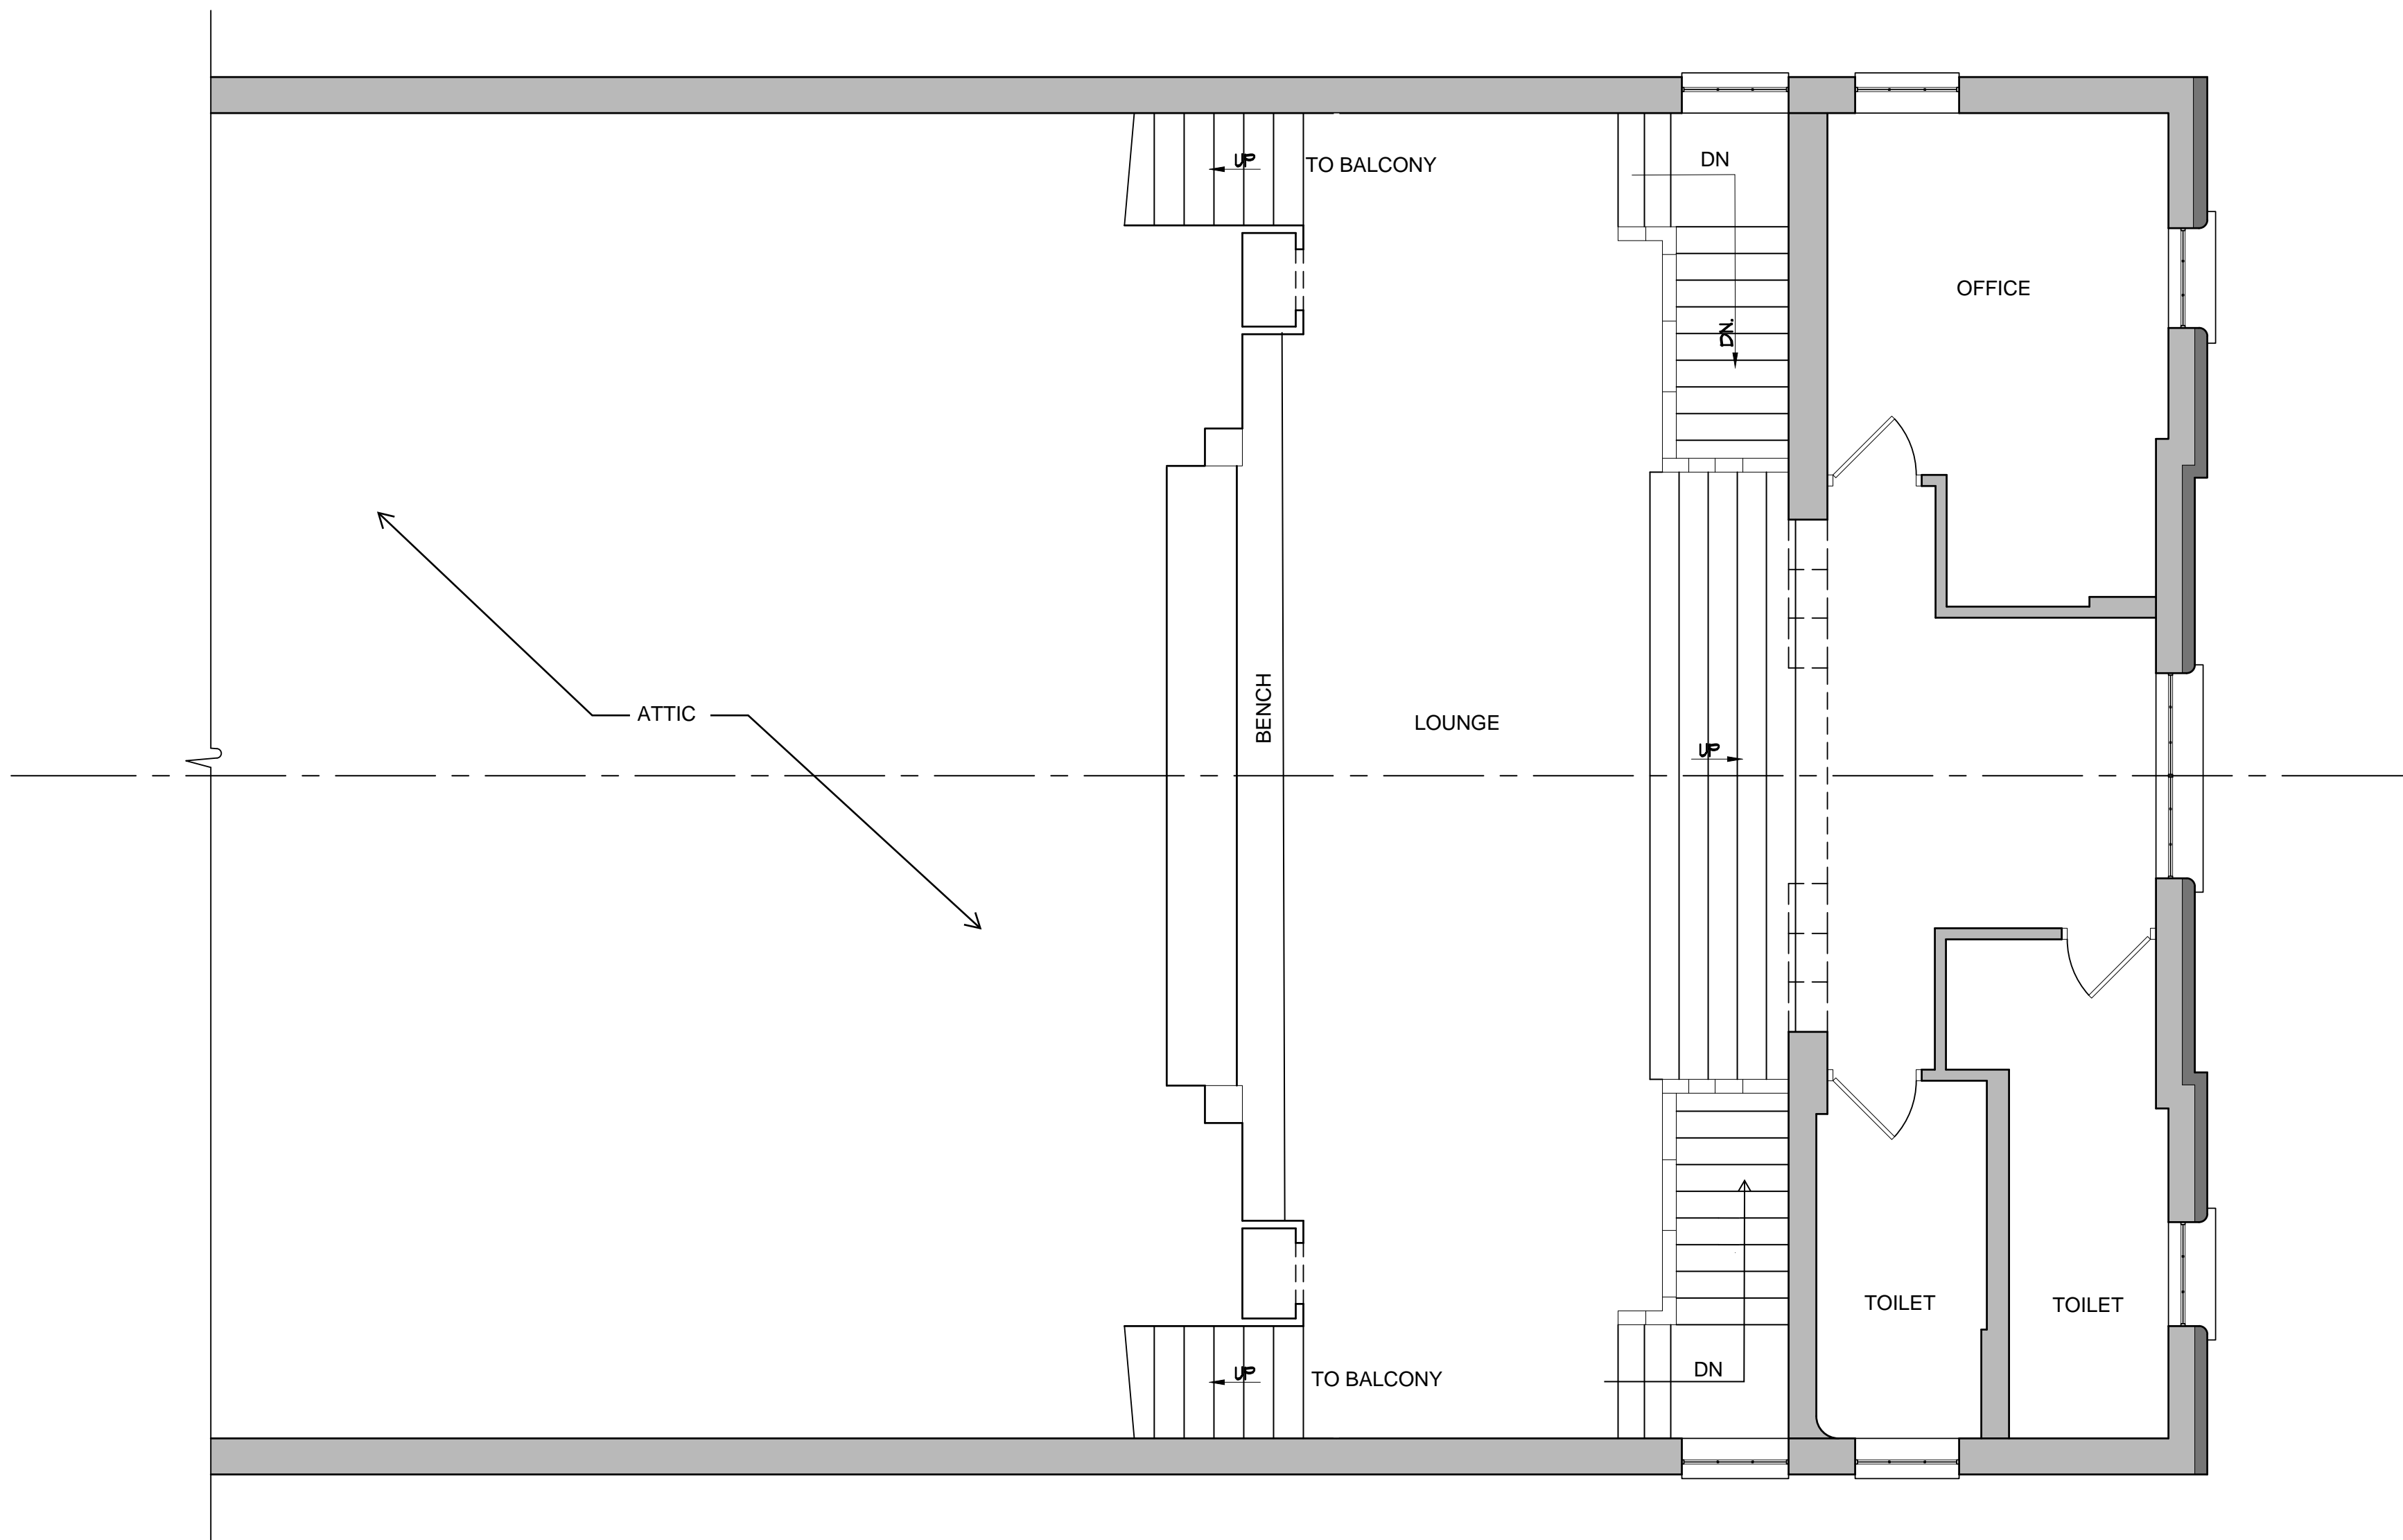 UP
TO BALCONY
DN
OFFICE
DN.
BENCH
ATTIC
LOUNGE
UP
TOILET
TOILET
UP
TO BALCONY
DN